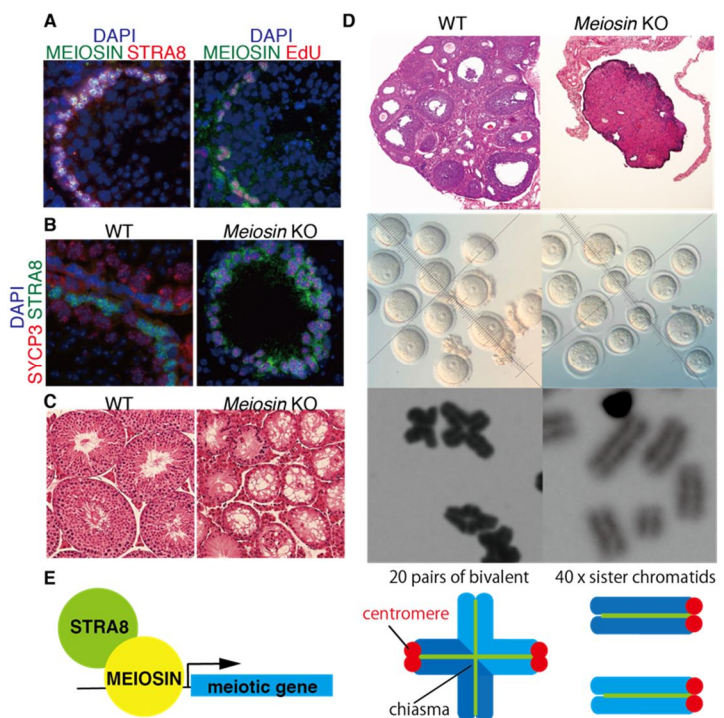 A
DAPI
MEIOSIN STRA8
DAPI
MEIOSIN EdU
B
WT
Meiosin KO
DAPI
SYCP3 STRA8
C
WT
Meiosin KO
D
WT
Meiosin KO
20 pairs of bivalent
40 x sister chromatids
centromere
chiasma
E
STRA8
MEIOSIN
meiotic gene